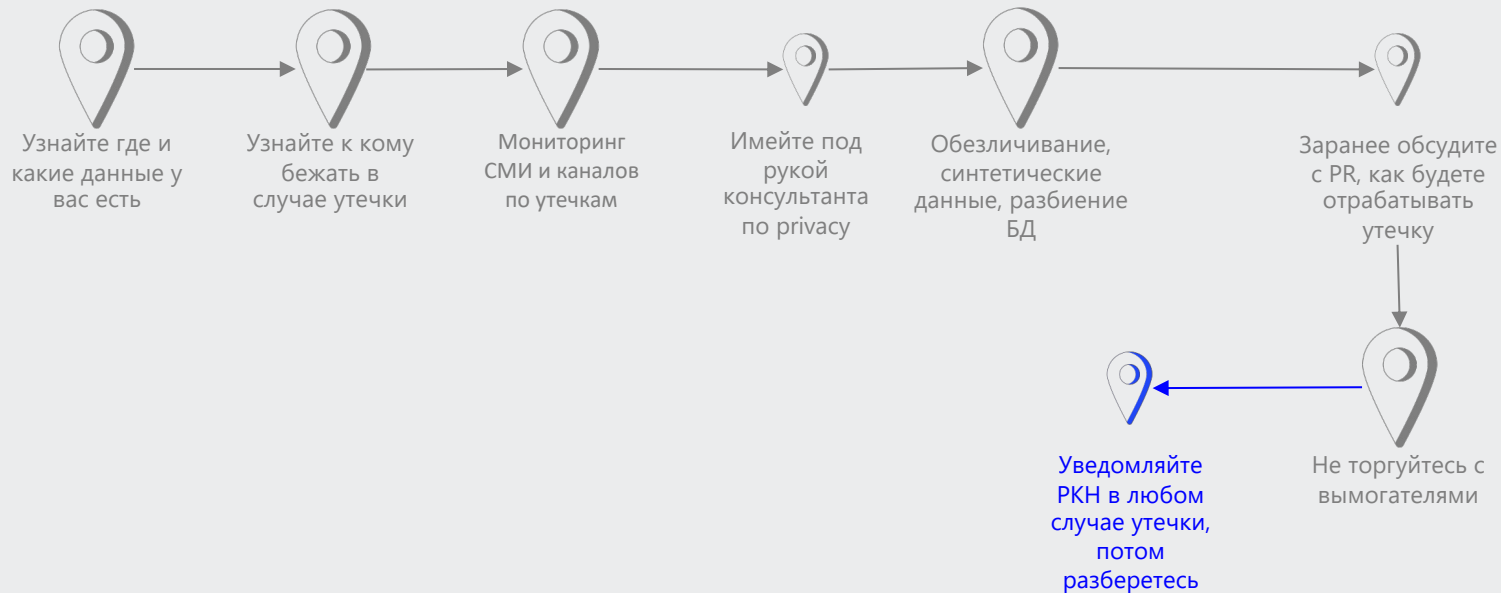 Узнайте где и
какие данные у
вас есть
Узнайте к кому
бежать в
случае утечки
Мониторинг
СМИ и каналов
по утечкам
Имейте под
рукой
консультанта
по privacy
Обезличивание,
синтетические
данные, разбиение
БД
Заранее обсудите
с PR, как будете
отрабатывать
утечку
Не торгуйтесь с
вымогателями
Уведомляйте
РКН в любом
случае утечки,
потом
разберетесь